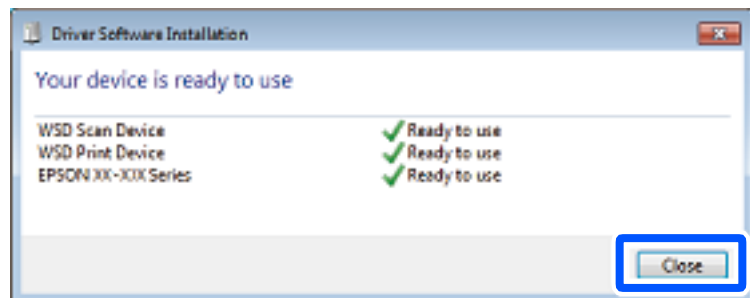 Driver Software Installation
Your device is ready to use
WSD Scan Device Ready to use
WSD Print Device Ready to use
EPSON XX-XXX Series Ready to use
Close